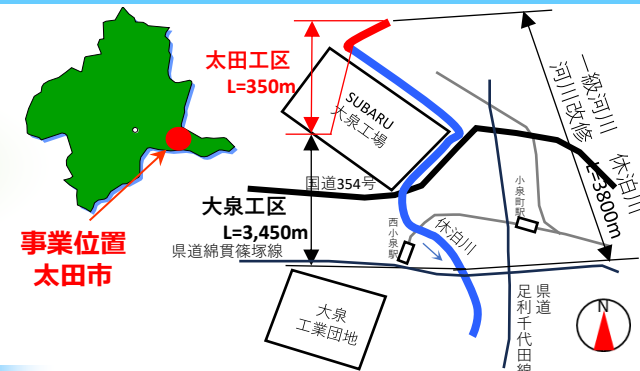 太田工区
L=350m
SUBARU
大泉工場
一級河川 休泊川
河川改修 L=3800m
国道354号
大泉工区
L=3,450m
小泉町駅
西小泉駅
休泊川
事業位置
太田市
県道綿貫篠塚線
大泉
工業団地
県道
足利千代田線
N